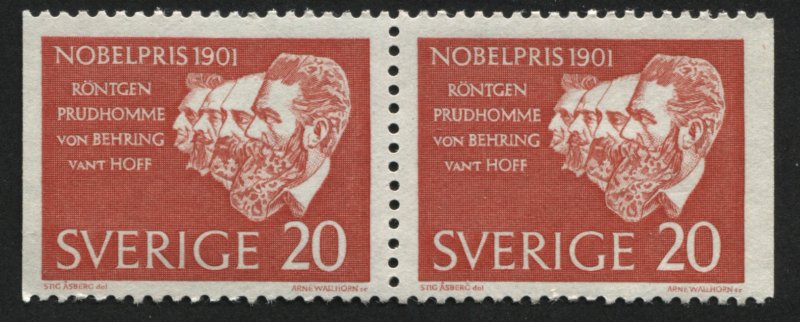 NOBELPRIS 1901
RÖNTGEN
PRUDHOMME
VON BEHRING
VANT HOFF
SVERIGE 20
STIG ÅSBERG del
ARNE WALLHORN sc
NOBELPRIS 1901
RÖNTGEN
PRUDHOMME
VON BEHRING
VANT HOFF
SVERIGE 20
STIG ÅSBERG del
ARNE WALLHORN sc